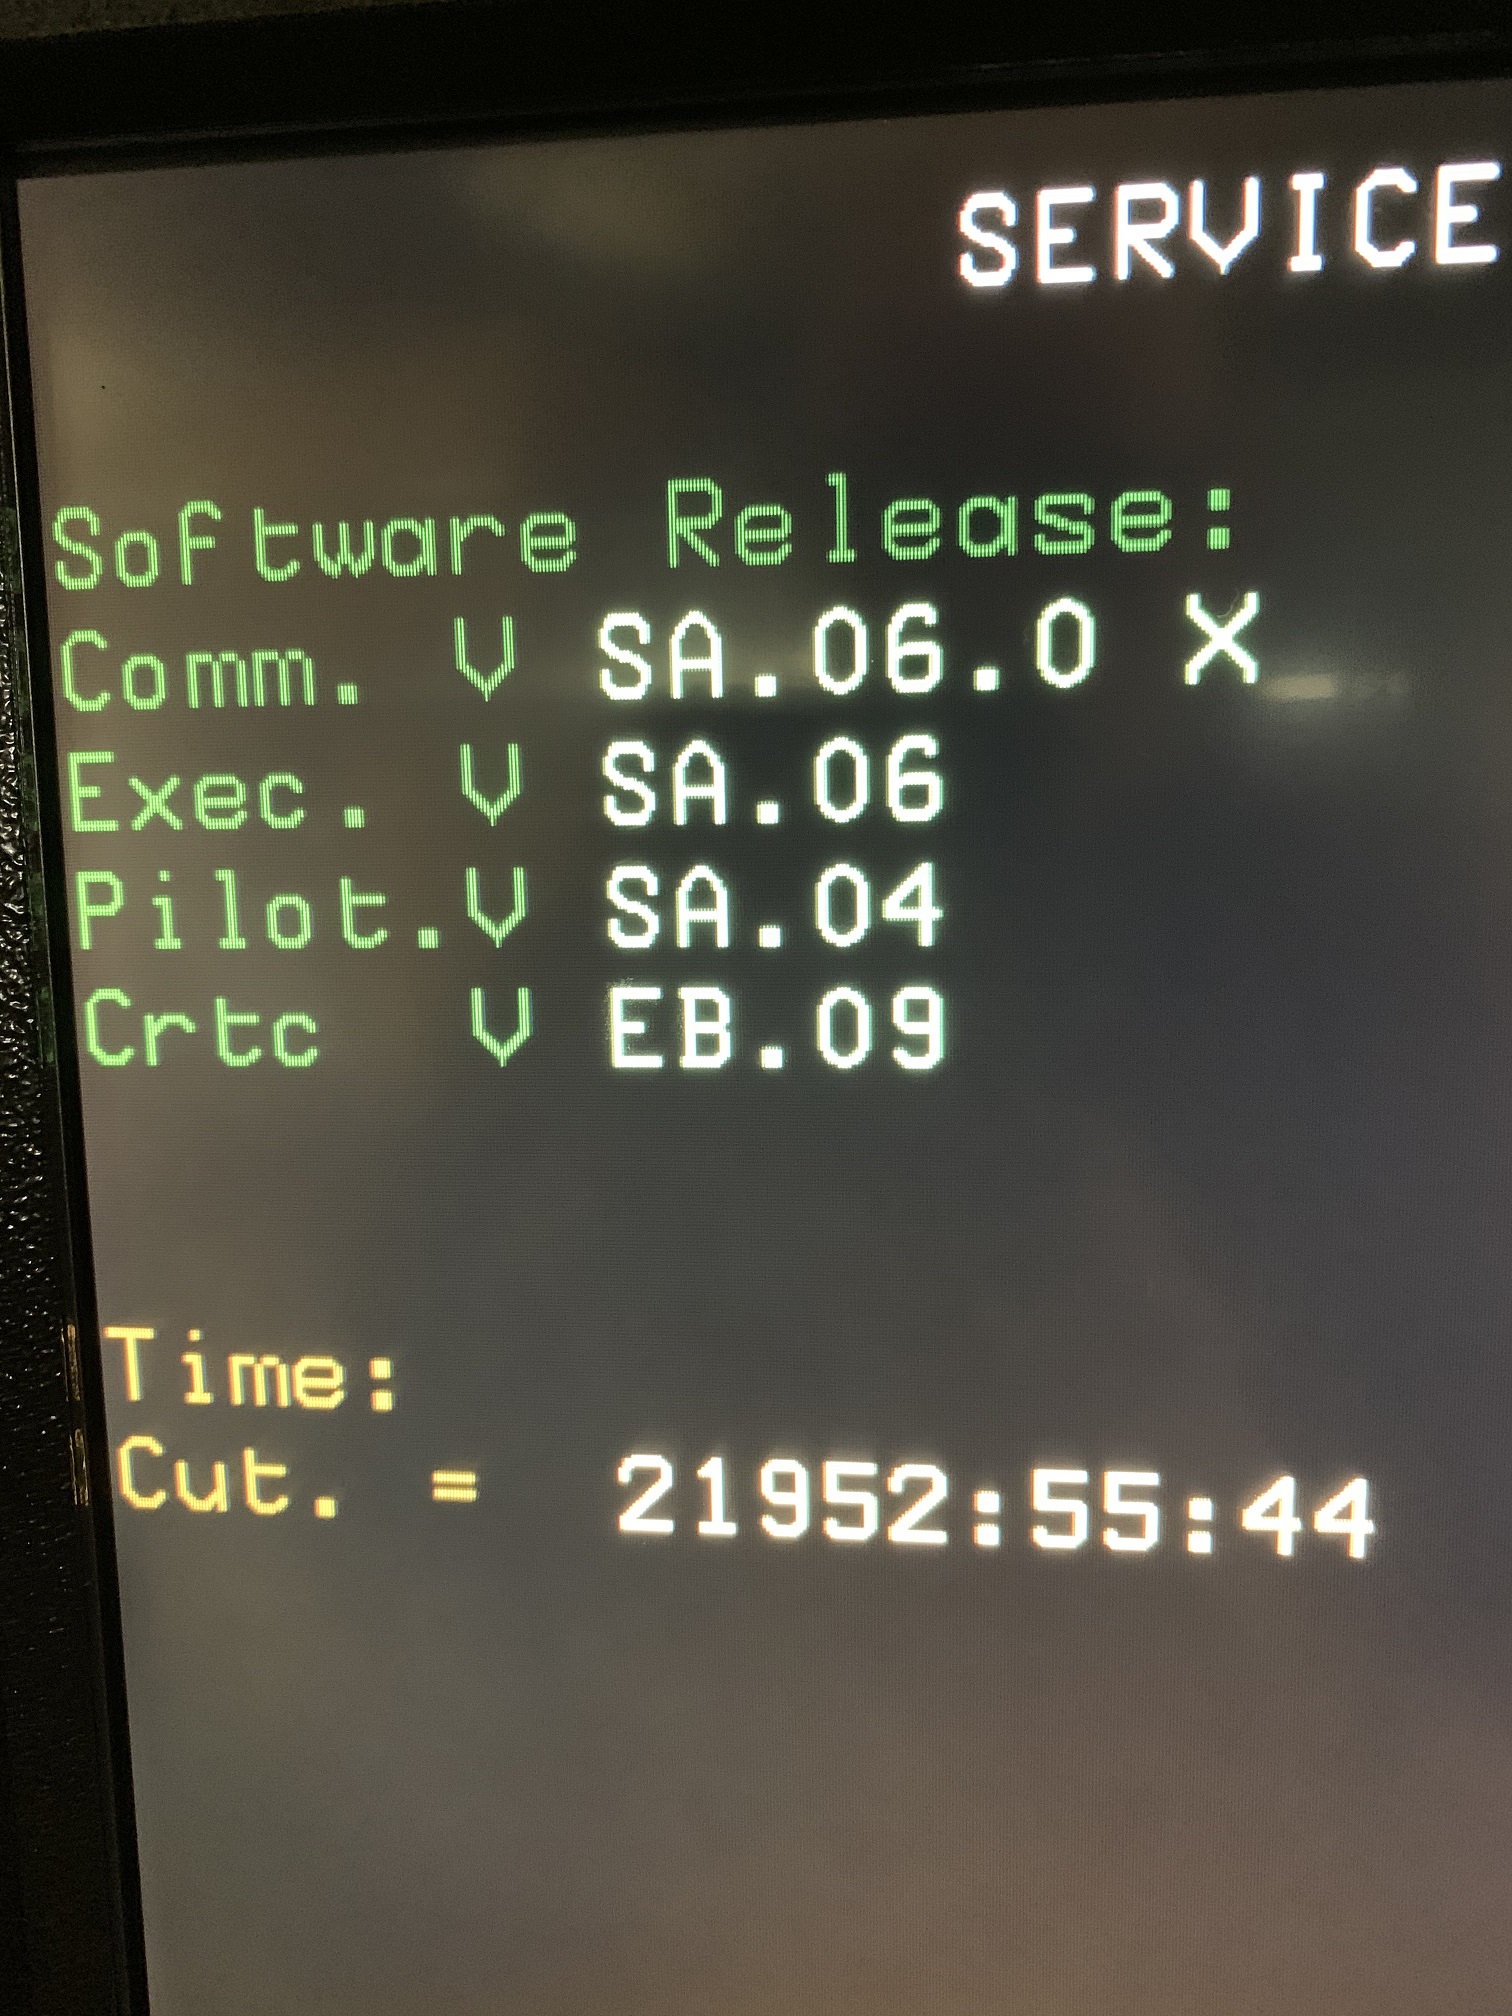 SERVICE
Software Release:
Comm. V SA.06.0 X
Exec. V SA.06
Pilot.V SA.04
Crtc V EB.09
Time:
Cut. = 21952:55:44